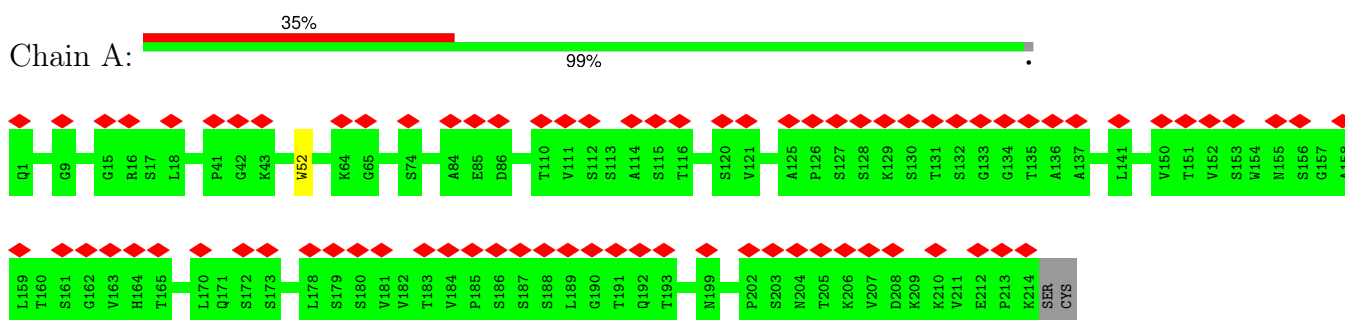 35%
Chain A:
99%
•
Q1 G9 G15 R16 S17 L18 P41 G42 K43 W52 K64 G65 S74 A84 E85 D86 T110 V111 S112 S113 A114 S115 T116 S120 V121 A125 P126 S127 S128 K129 S130 T131 S132 G133 G134 T135 A136 A137 L141 V150 T151 V152 S153 W154 N155 S156 G157 A158
L159 T160 S161 G162 V163 H164 T165 L170 Q171 S172 S173 L178 S179 S180 V181 V182 T183 V184 P185 S186 S187 S188 L189 G190 T191 Q192 T193 N199 P202 S203 N204 T205 K206 V207 D208 K209 K210 V211 E212 P213 K214 SER CYS